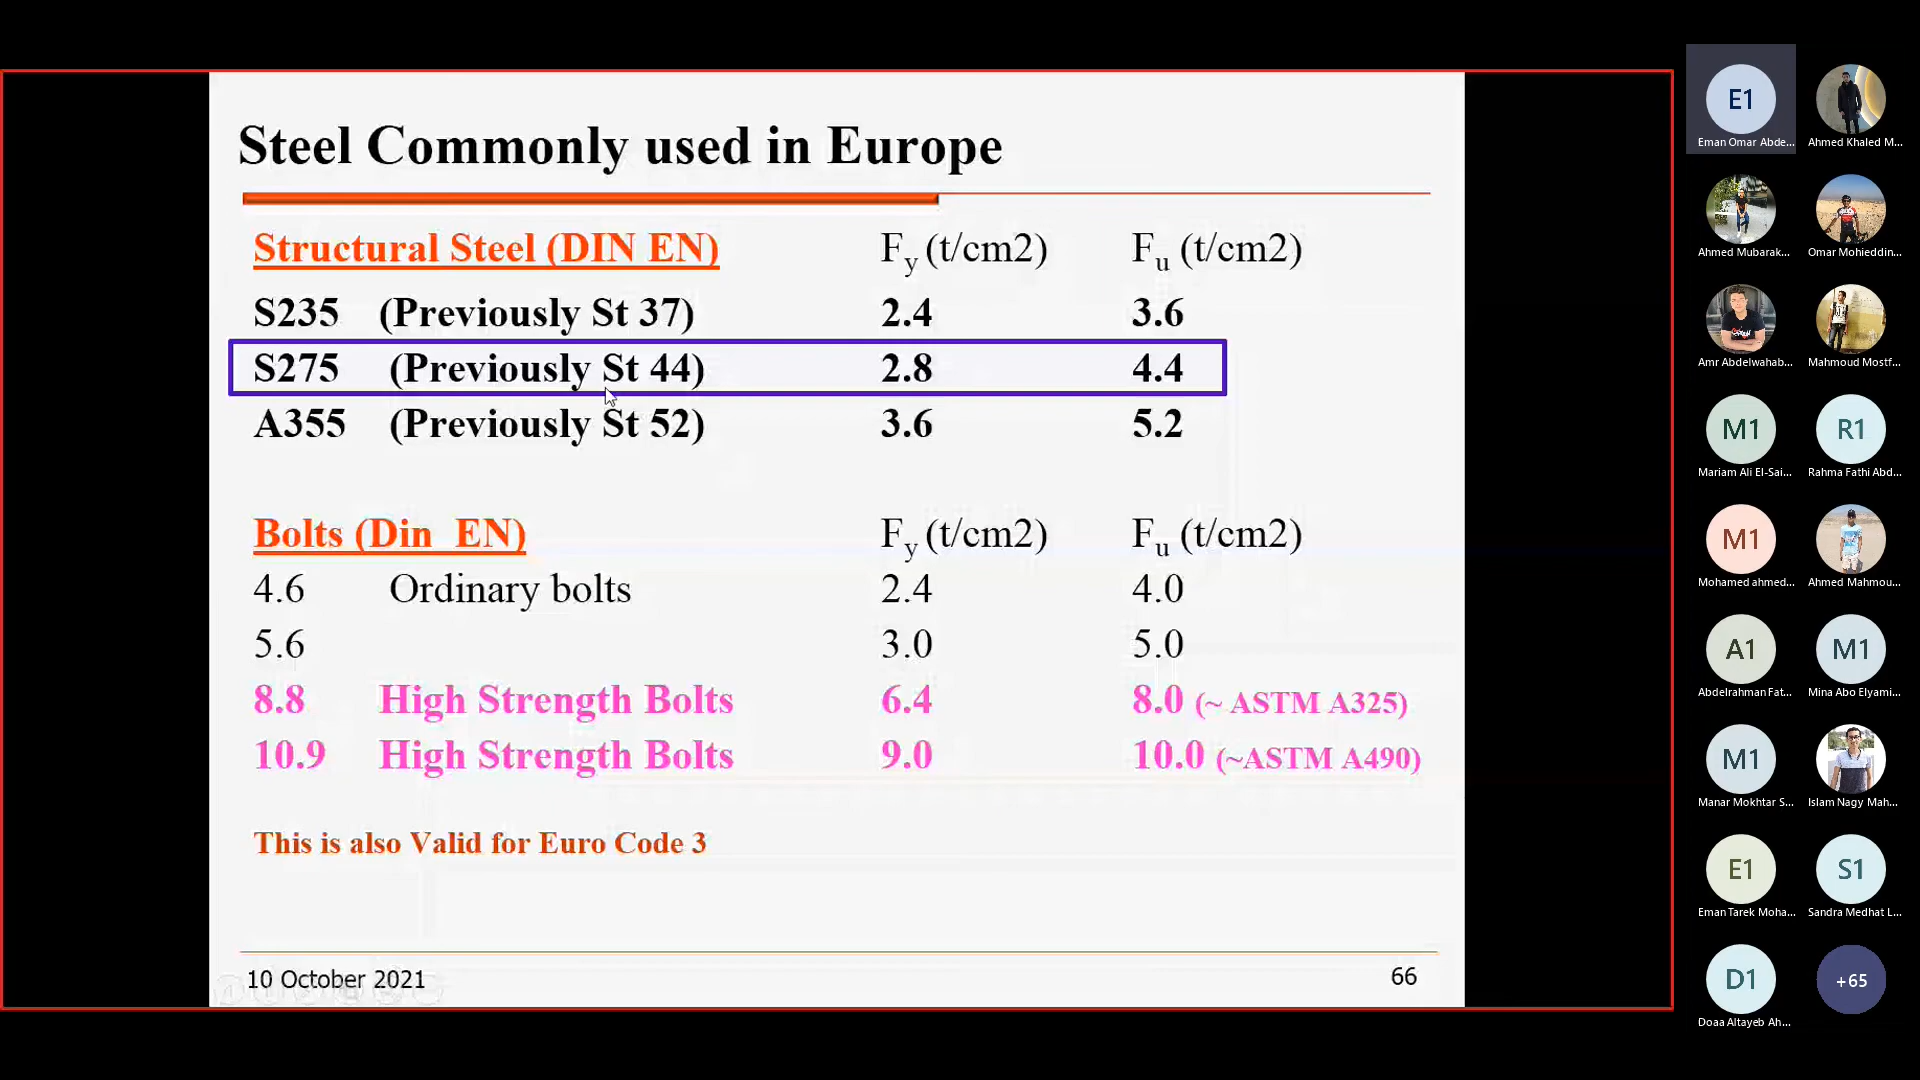 Steel Commonly used in Europe
Structural Steel (DIN EN) Fy (t/cm2) Fu (t/cm2)
S235 (Previously St 37) 2.4 3.6
S275 (Previously St 44) 2.8 4.4
A355 (Previously St 52) 3.6 5.2
Bolts (Din EN) Fy (t/cm2) Fu (t/cm2)
4.6 Ordinary bolts 2.4 4.0
5.6 3.0 5.0
8.8 High Strength Bolts 6.4 8.0 (~ ASTM A325)
10.9 High Strength Bolts 9.0 10.0 (~ASTM A490)
This is also Valid for Euro Code 3
10 October 2021 66
E1
Eman Omar Abde... Ahmed Khaled M...
Ahmed Mubarak... Omar Mohieddin...
Amr Abdelwahab... Mahmoud Mostf...
M1 R1
Mariam Ali El-Sai... Rahma Fathi Abd...
M1
Mohamed ahmed... Ahmed Mahmou...
A1 M1
Abdelrahman Fat... Mina Abo Elyami...
M1
Manar Mokhtar S... Islam Nagy Mah...
E1 S1
Eman Tarek Moha... Sandra Medhat L...
D1 +65
Doaa Altayeb Ah...